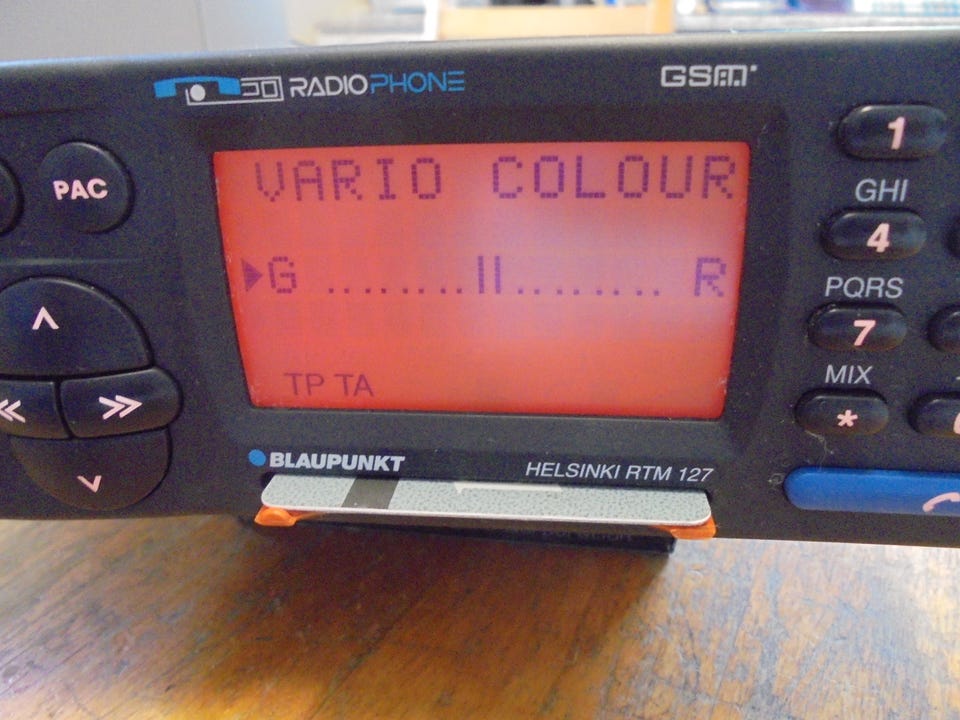 RADIOPHONE
GSM
PAC
VARIO COLOUR
G ........II........ R
TP TA
1
GHI
4
PQRS
7
MIX
*
BLAUPUNKT
HELSINKI RTM 127